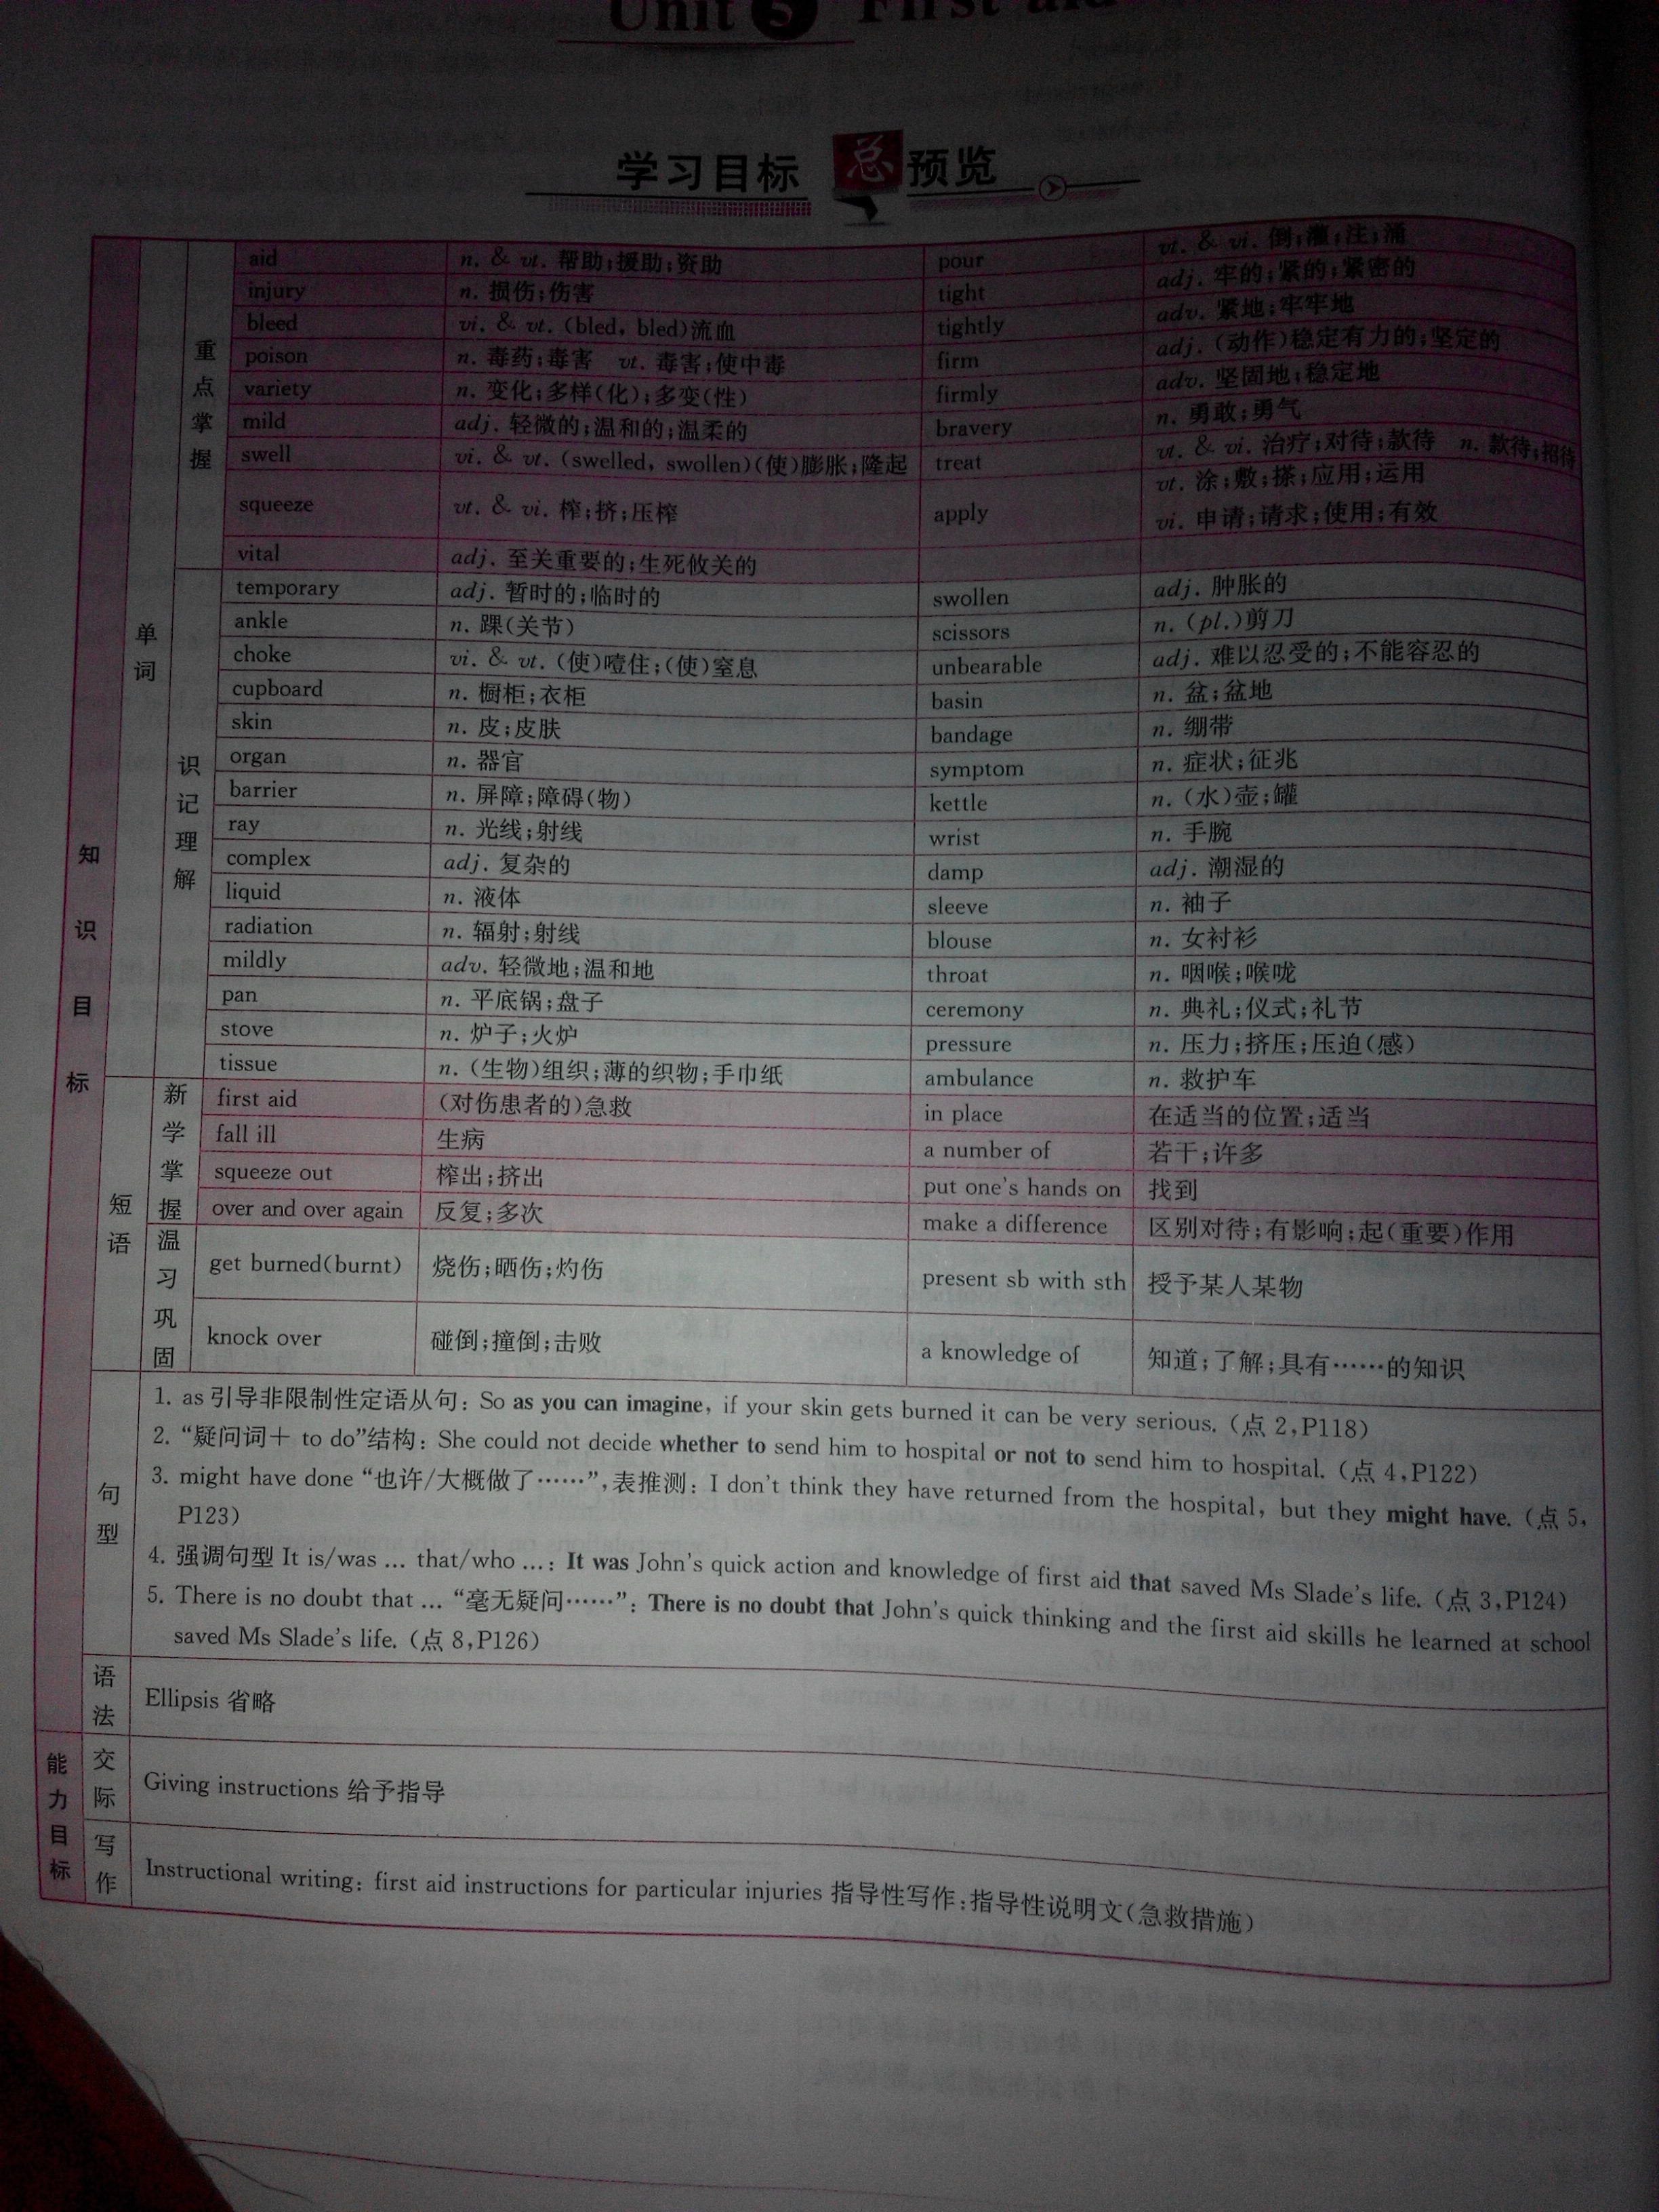 Unit 5 First aid
学习目标 总 预览
知识目标
单词
重点掌握
aid n. & vt. 帮助;援助;资助 pour vt. & vi. 倒;灌;注;涌
injury n. 损伤;伤害 tight adj. 牢的;紧的;紧密的
bleed vi. & vt. (bled, bled)流血 tightly adv. 紧地;牢牢地
poison n. 毒药;毒害 vt. 毒害;使中毒 firm adj. (动作)稳定有力的;坚定的
variety n. 变化;多样(化);多变(性) firmly adv. 坚固地;稳定地
mild adj. 轻微的;温和的;温柔的 bravery n. 勇敢;勇气
swell vi. & vt. (swelled, swollen)(使)膨胀;隆起 treat vt. & vi. 治疗;对待;款待 n. 款待;招待
squeeze vt. & vi. 榨;挤;压榨 apply vt. 涂;敷;搽;应用;运用
vi. 申请;请求;使用;有效
vital adj. 至关重要的;生死攸关的
识记理解
temporary adj. 暂时的;临时的 swollen adj. 肿胀的
ankle n. 踝(关节) scissors n. (pl.)剪刀
choke vi. & vt. (使)噎住;(使)窒息 unbearable adj. 难以忍受的;不能容忍的
cupboard n. 橱柜;衣柜 basin n. 盆;盆地
skin n. 皮;皮肤 bandage n. 绷带
organ n. 器官 symptom n. 症状;征兆
barrier n. 屏障;障碍(物) kettle n. (水)壶;罐
ray n. 光线;射线 wrist n. 手腕
complex adj. 复杂的 damp adj. 潮湿的
liquid n. 液体 sleeve n. 袖子
radiation n. 辐射;射线 blouse n. 女衬衫
mildly adv. 轻微地;温和地 throat n. 咽喉;喉咙
pan n. 平底锅;盘子 ceremony n. 典礼;仪式;礼节
stove n. 炉子;火炉 pressure n. 压力;挤压;压迫(感)
tissue n. (生物)组织;薄的织物;手巾纸 ambulance n. 救护车
短语
新学掌握
first aid (对伤患者的)急救 in place 在适当的位置;适当
fall ill 生病 a number of 若干;许多
squeeze out 榨出;挤出 put one's hands on 找到
over and over again 反复;多次 make a difference 区别对待;有影响;起(重要)作用
温习巩固
get burned(burnt) 烧伤;晒伤;灼伤 present sb with sth 授予某人某物
knock over 碰倒;撞倒;击败 a knowledge of 知道;了解;具有……的知识
句型
1. as引导非限制性定语从句: So as you can imagine, if your skin gets burned it can be very serious. (点 2,P118)
2. “疑问词+ to do”结构: She could not decide whether to send him to hospital or not to send him to hospital. (点 4,P122)
3. might have done “也许/大概做了……”,表推测: I don't think they have returned from the hospital, but they might have. (点 5,
P123)
4. 强调句型 It is/was ... that/who ...: It was John's quick action and knowledge of first aid that saved Ms Slade's life. (点 3,P124)
5. There is no doubt that ... “毫无疑问……”: There is no doubt that John's quick thinking and the first aid skills he learned at school
saved Ms Slade's life. (点 8,P126)
语法
Ellipsis 省略
能力目标
交际
Giving instructions 给予指导
写作
Instructional writing: first aid instructions for particular injuries 指导性写作:指导性说明文(急救措施)